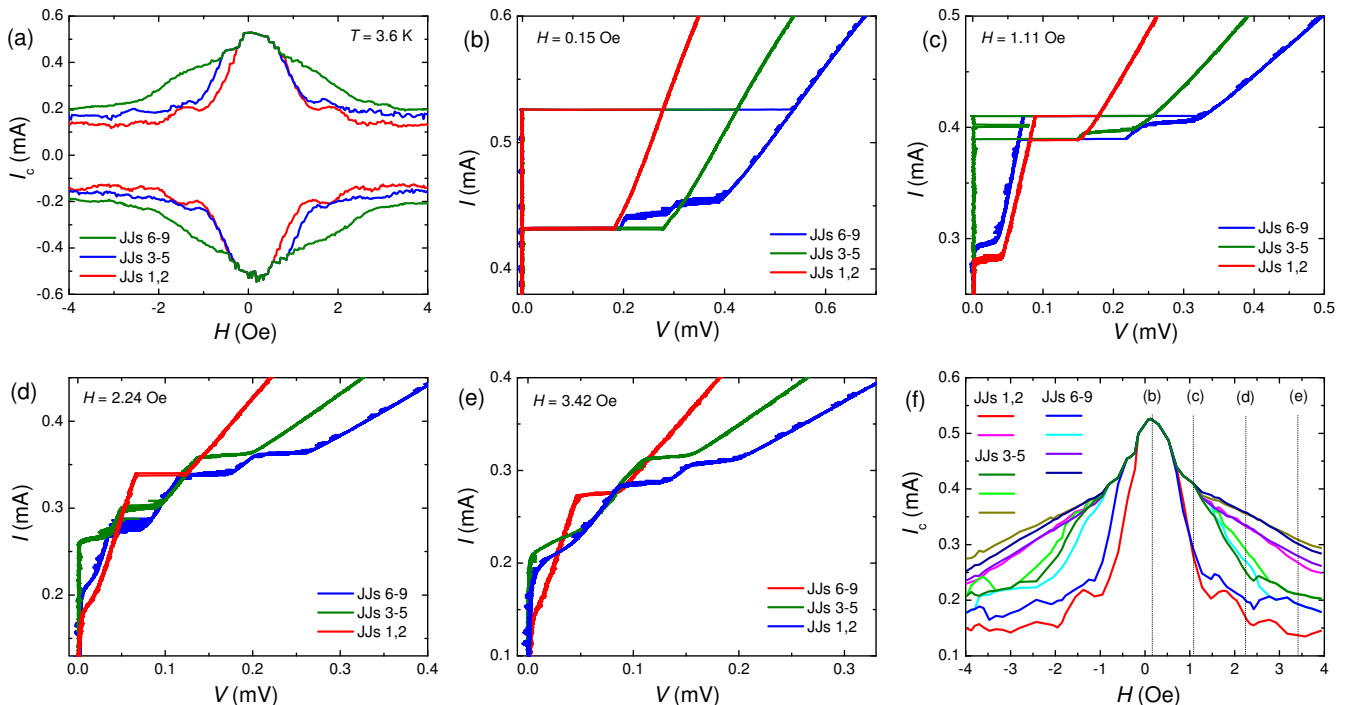 (a)
T = 3.6 K
0.6
0.4
0.2
0.0
-0.2
-0.4
-0.6
I_c (mA)
JJs 6-9
JJs 3-5
JJs 1,2
-4
-2
0
2
4
H (Oe)
(b)
H = 0.15 Oe
0.6
0.5
0.4
I (mA)
JJs 6-9
JJs 3-5
JJs 1,2
0.0
0.2
0.4
0.6
V (mV)
(c)
H = 1.11 Oe
0.5
0.4
0.3
I (mA)
JJs 6-9
JJs 3-5
JJs 1,2
0.0
0.1
0.2
0.3
0.4
0.5
V (mV)
(d)
H = 2.24 Oe
0.4
0.3
0.2
I (mA)
JJs 6-9
JJs 3-5
JJs 1,2
0.0
0.1
0.2
0.3
0.4
V (mV)
(e)
H = 3.42 Oe
0.4
0.3
0.2
0.1
I (mA)
JJs 6-9
JJs 3-5
JJs 1,2
0.0
0.1
0.2
0.3
V (mV)
(f)
JJs 1,2
JJs 6-9
JJs 3-5
(b)
(c)
(d)
(e)
0.6
0.5
0.4
0.3
0.2
0.1
I_c (mA)
-4
-3
-2
-1
0
1
2
3
4
H (Oe)